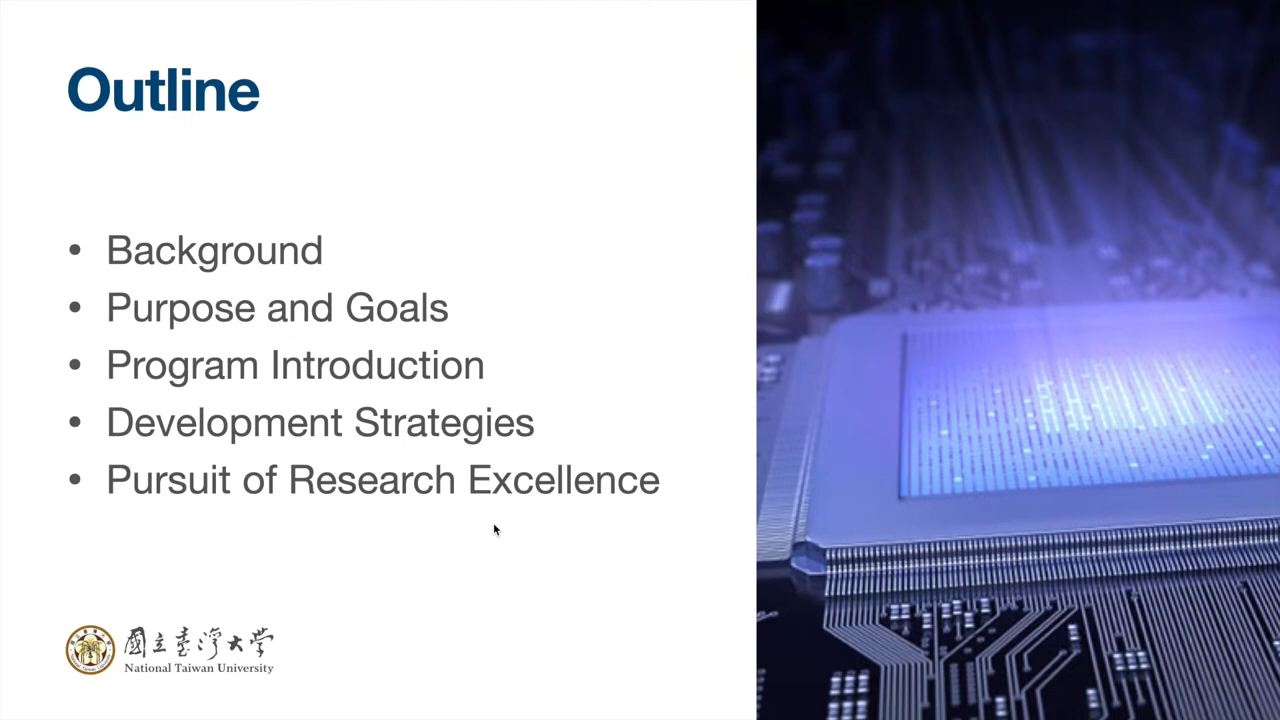 Outline
• Background
• Purpose and Goals
• Program Introduction
• Development Strategies
• Pursuit of Research Excellence
國立臺灣大學
National Taiwan University